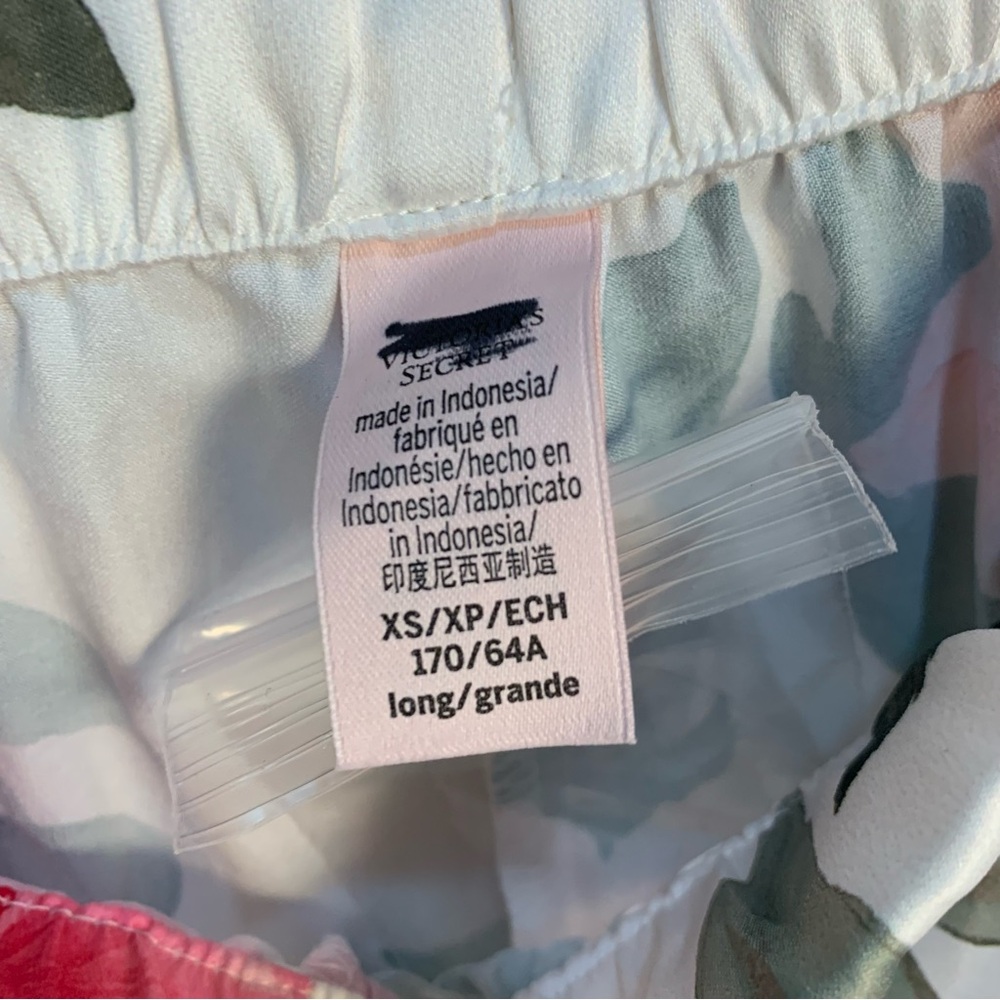 VICTORIA'S
SECRET
made in Indonesia/
fabriqué en
Indonésie/hecho en
Indonesia/fabbricato
in Indonesia/
印度尼西亚制造
XS/XP/ECH
170/64A
long/grande